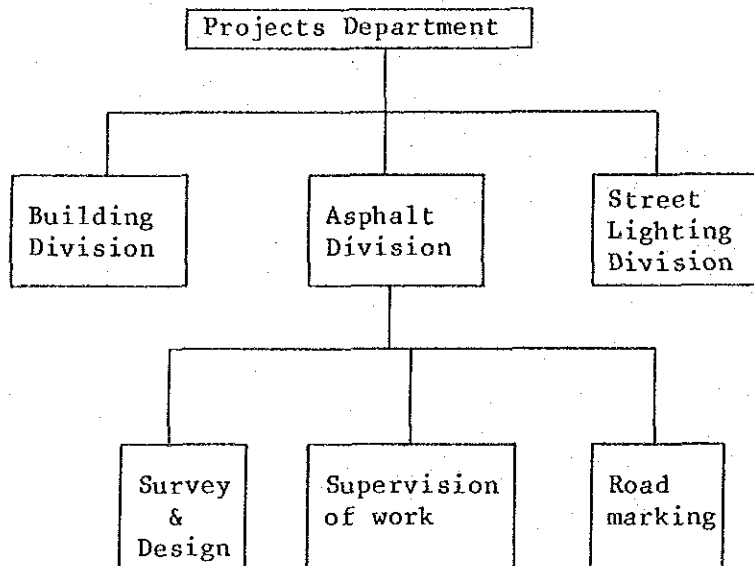 Projects Department
Building
Division
Asphalt
Division
Street
Lighting
Division
Survey
&
Design
Supervision
of work
Road
marking